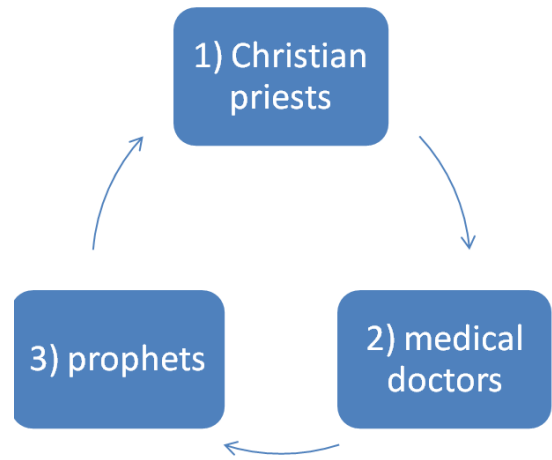 1) Christian
priests
2) medical
doctors
3) prophets